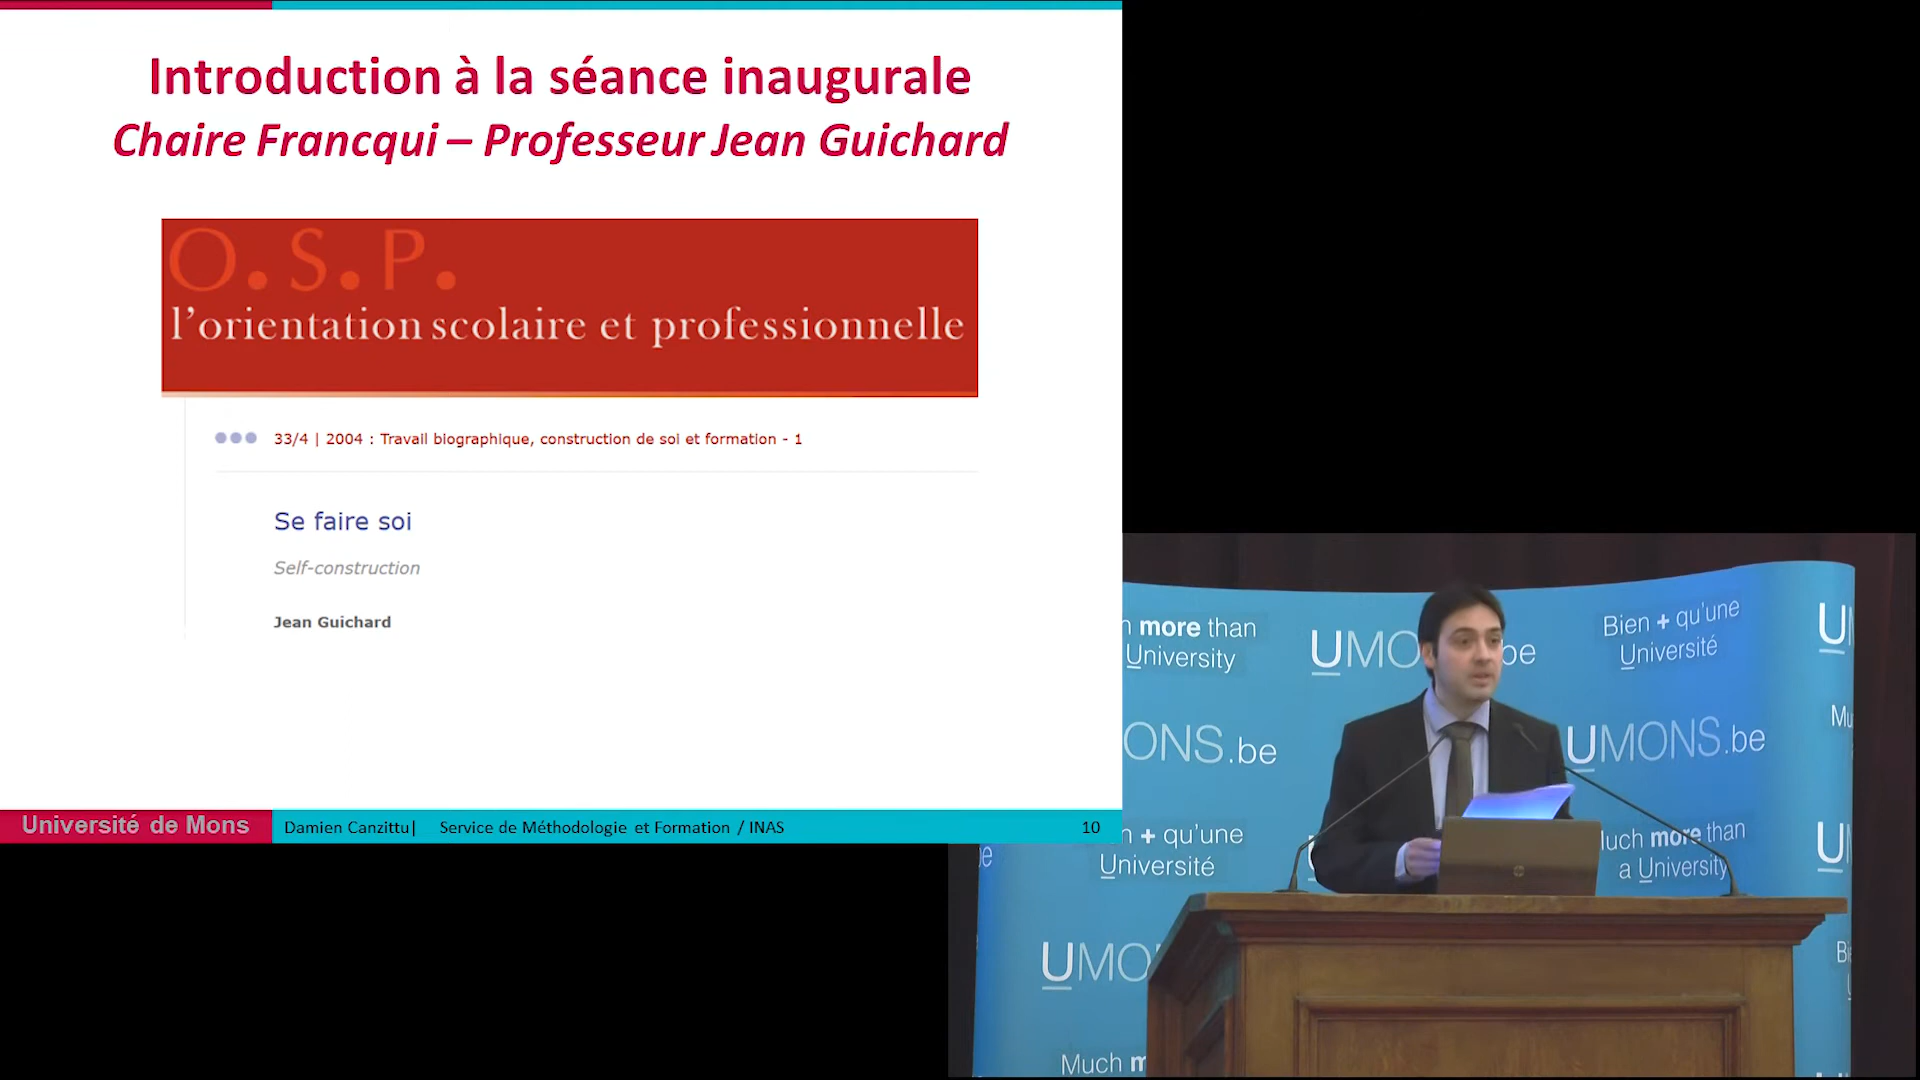 Introduction à la séance inaugurale
Chaire Francqui – Professeur Jean Guichard
O.S.P.
l'orientation scolaire et professionnelle
33/4 | 2004 : Travail biographique, construction de soi et formation - 1
Se faire soi
Self-construction
Jean Guichard
Université de Mons
Damien Canzittu| Service de Méthodologie et Formation / INAS
10
more than
University
UMO
be
Bien + qu'une
Université
U
ONS.be
UMONS.be
Mu
+ qu'une
Université
much more than
a University
U
UMO
Bi
Much m